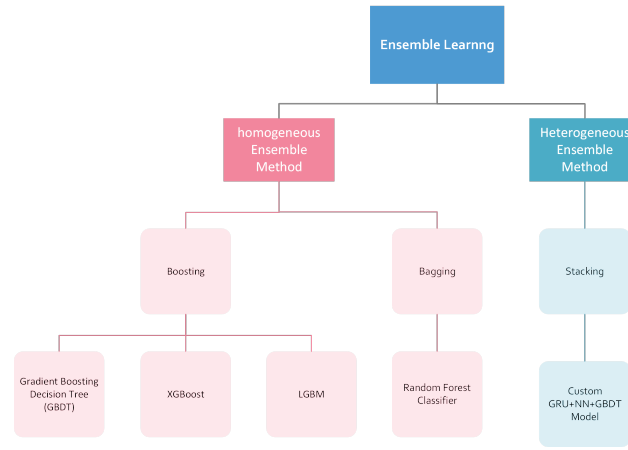 Ensemble Learnng
homogeneous
Ensemble
Method
Heterogeneous
Ensemble
Method
Boosting
Bagging
Stacking
Gradient Boosting
Decision Tree
(GBDT)
XGBoost
LGBM
Random Forest
Classifier
Custom
GRU+NN+GBDT
Model